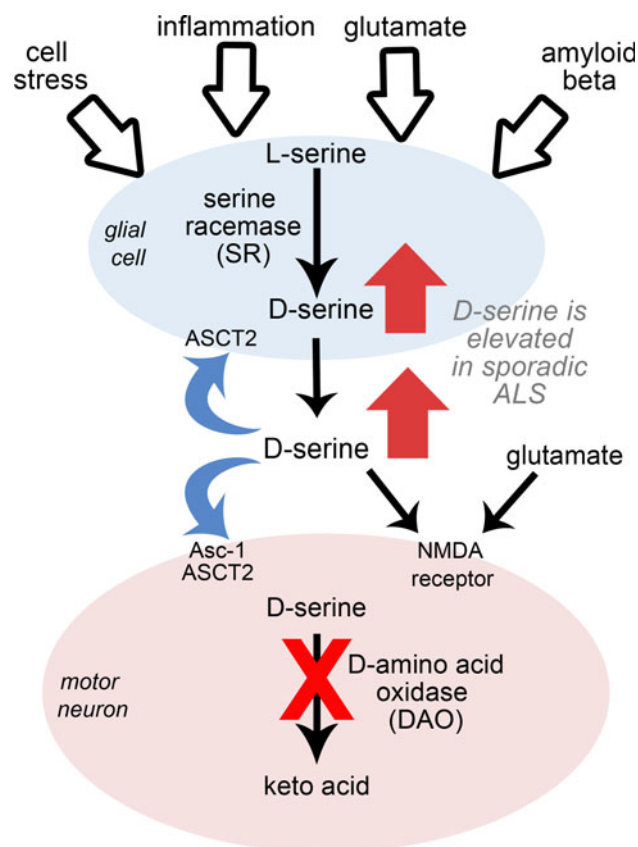 cell
stress
inflammation
glutamate
amyloid
beta
L-serine
serine
racemase
(SR)
glial
cell
D-serine
ASCT2
D-serine is
elevated
in sporadic
ALS
D-serine
glutamate
Asc-1
ASCT2
NMDA
receptor
D-serine
motor
neuron
X
D-amino acid
oxidase
(DAO)
keto acid